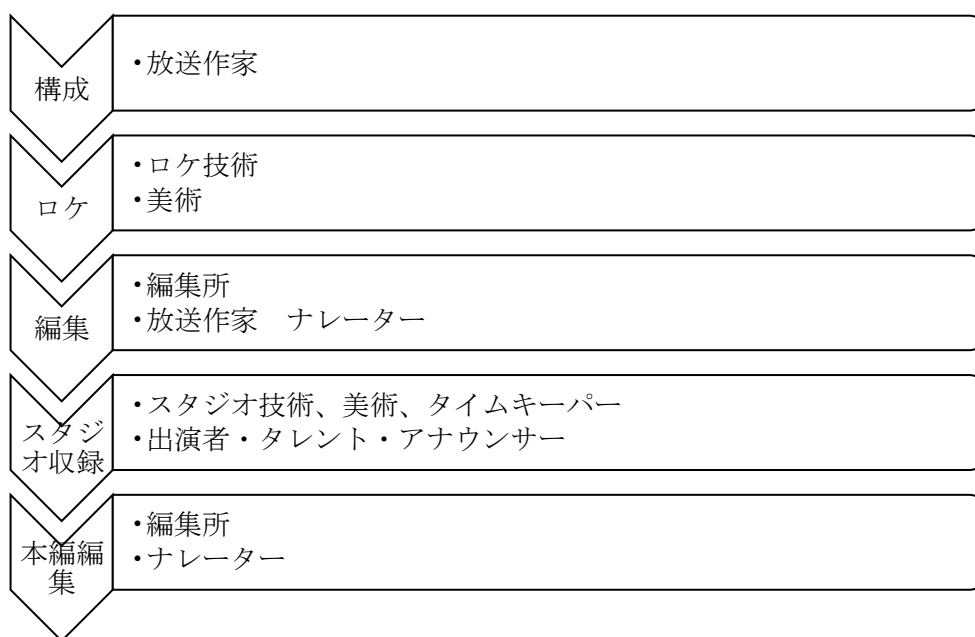 構成
・放送作家
ロケ
・ロケ技術
・美術
編集
・編集所
・放送作家　ナレーター
スタジ
オ収録
・スタジオ技術、美術、タイムキーパー
・出演者・タレント・アナウンサー
本編編
集
・編集所
・ナレーター